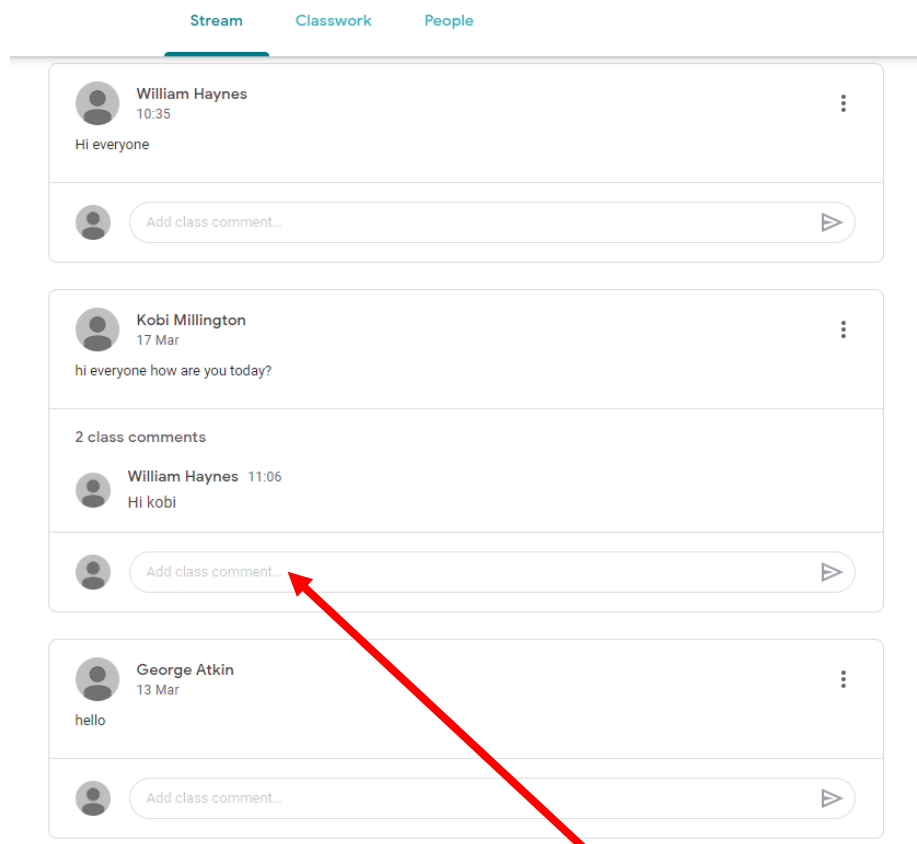 Stream Classwork People
William Haynes
10:35
Hi everyone
Add class comment...
Kobi Millington
17 Mar
hi everyone how are you today?
2 class comments
William Haynes 11:06
Hi kobi
Add class comment...
George Atkin
13 Mar
hello
Add class comment...